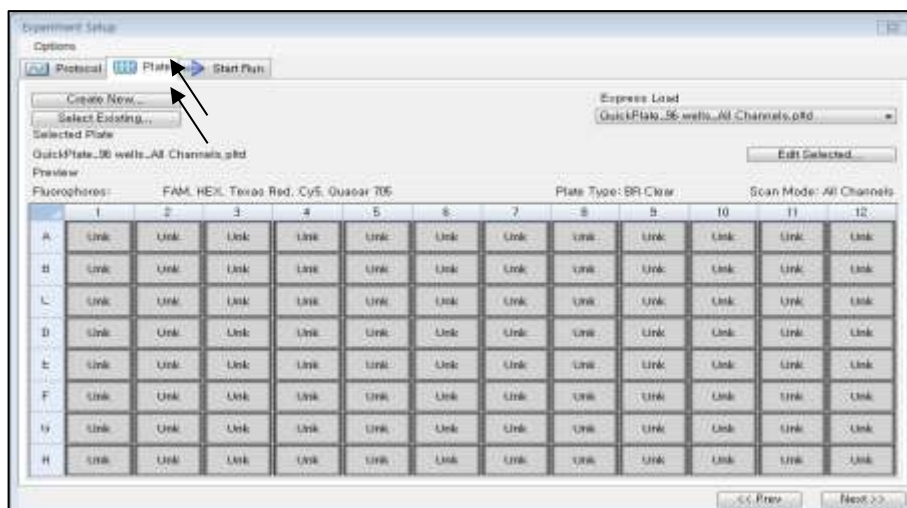 Experiment Setup
Options
Protocol Plate Start Run
Create New...
Express Load
Select Existing...
QuickPlate_96 wells_All Channels.pltd
Selected Plate
QuickPlate_96 wells_All Channels.pltd
Edit Selected...
Preview
Fluorophores: FAM, HEX, Texas Red, Cy5, Quasar 705 Plate Type: BR Clear Scan Mode: All Channels
1 2 3 4 5 6 7 8 9 10 11 12
A Unk Unk Unk Unk Unk Unk Unk Unk Unk Unk Unk Unk
B Unk Unk Unk Unk Unk Unk Unk Unk Unk Unk Unk Unk
C Unk Unk Unk Unk Unk Unk Unk Unk Unk Unk Unk Unk
D Unk Unk Unk Unk Unk Unk Unk Unk Unk Unk Unk Unk
E Unk Unk Unk Unk Unk Unk Unk Unk Unk Unk Unk Unk
F Unk Unk Unk Unk Unk Unk Unk Unk Unk Unk Unk Unk
G Unk Unk Unk Unk Unk Unk Unk Unk Unk Unk Unk Unk
H Unk Unk Unk Unk Unk Unk Unk Unk Unk Unk Unk Unk
<< Prev Next >>